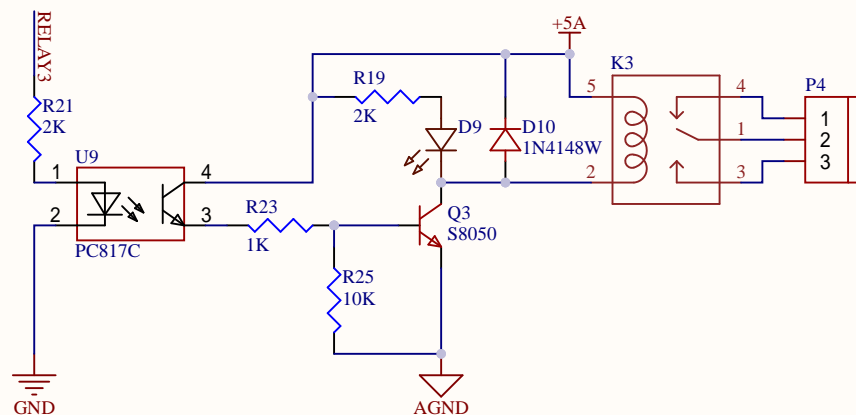 RELAY3
+5A
K3
R19
2K
5
4
P4
R21
2K
D9
D10
1N4148W
1
1
2
3
U9
1
4
2
3
2
3
R23
1K
Q3
S8050
PC817C
R25
10K
GND
AGND